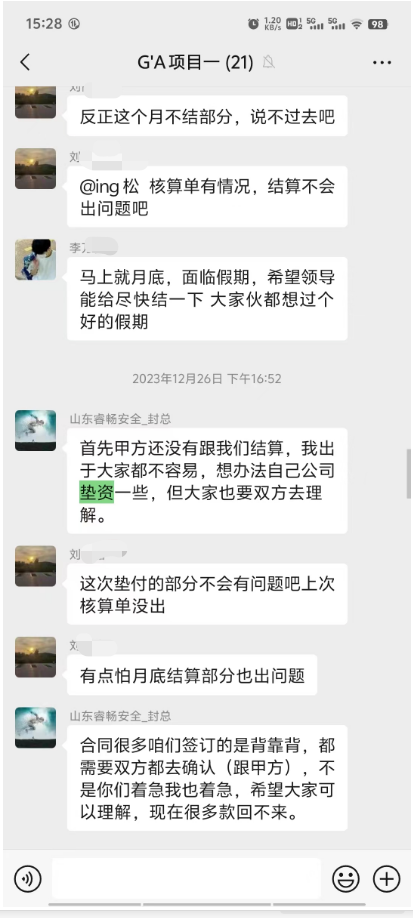 15:28
1.20
KB/s
HD
2
5G
5G
98
G'A项目一 (21)
反正这个月不结部分，说不过去吧
刘
@ing松 核算单有情况，结算不会
出问题吧
李
马上就月底，面临假期，希望领导
能给尽快结一下 大家伙都想过个
好的假期
2023年12月26日 下午16:52
山东睿畅安全_封总
首先甲方还没有跟我们结算，我出
于大家都不容易，想办法自己公司
垫资一些，但大家也要双方去理
解。
刘
这次垫付的部分不会有问题吧上次
核算单没出
有点怕月底结算部分也出问题
山东睿畅安全_封总
合同很多咱们签订的是背靠背，都
需要双方都去确认（跟甲方），不
是你们着急我也着急，希望大家可
以理解，现在很多款回不来。